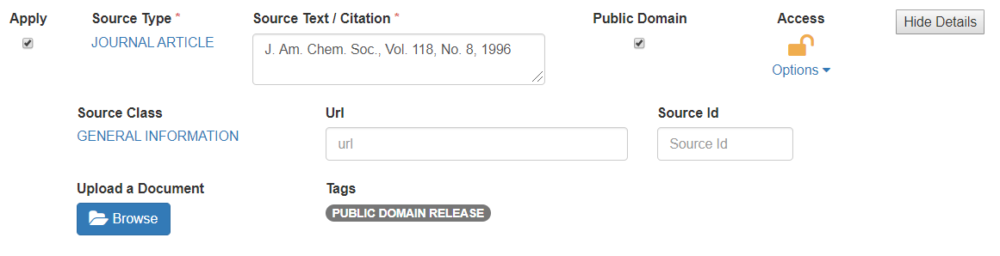 Apply Source Type * Source Text / Citation * Public Domain Access Hide Details
JOURNAL ARTICLE J. Am. Chem. Soc., Vol. 118, No. 8, 1996
Options
Source Class Url Source Id
GENERAL INFORMATION url Source Id
Upload a Document Tags
Browse PUBLIC DOMAIN RELEASE